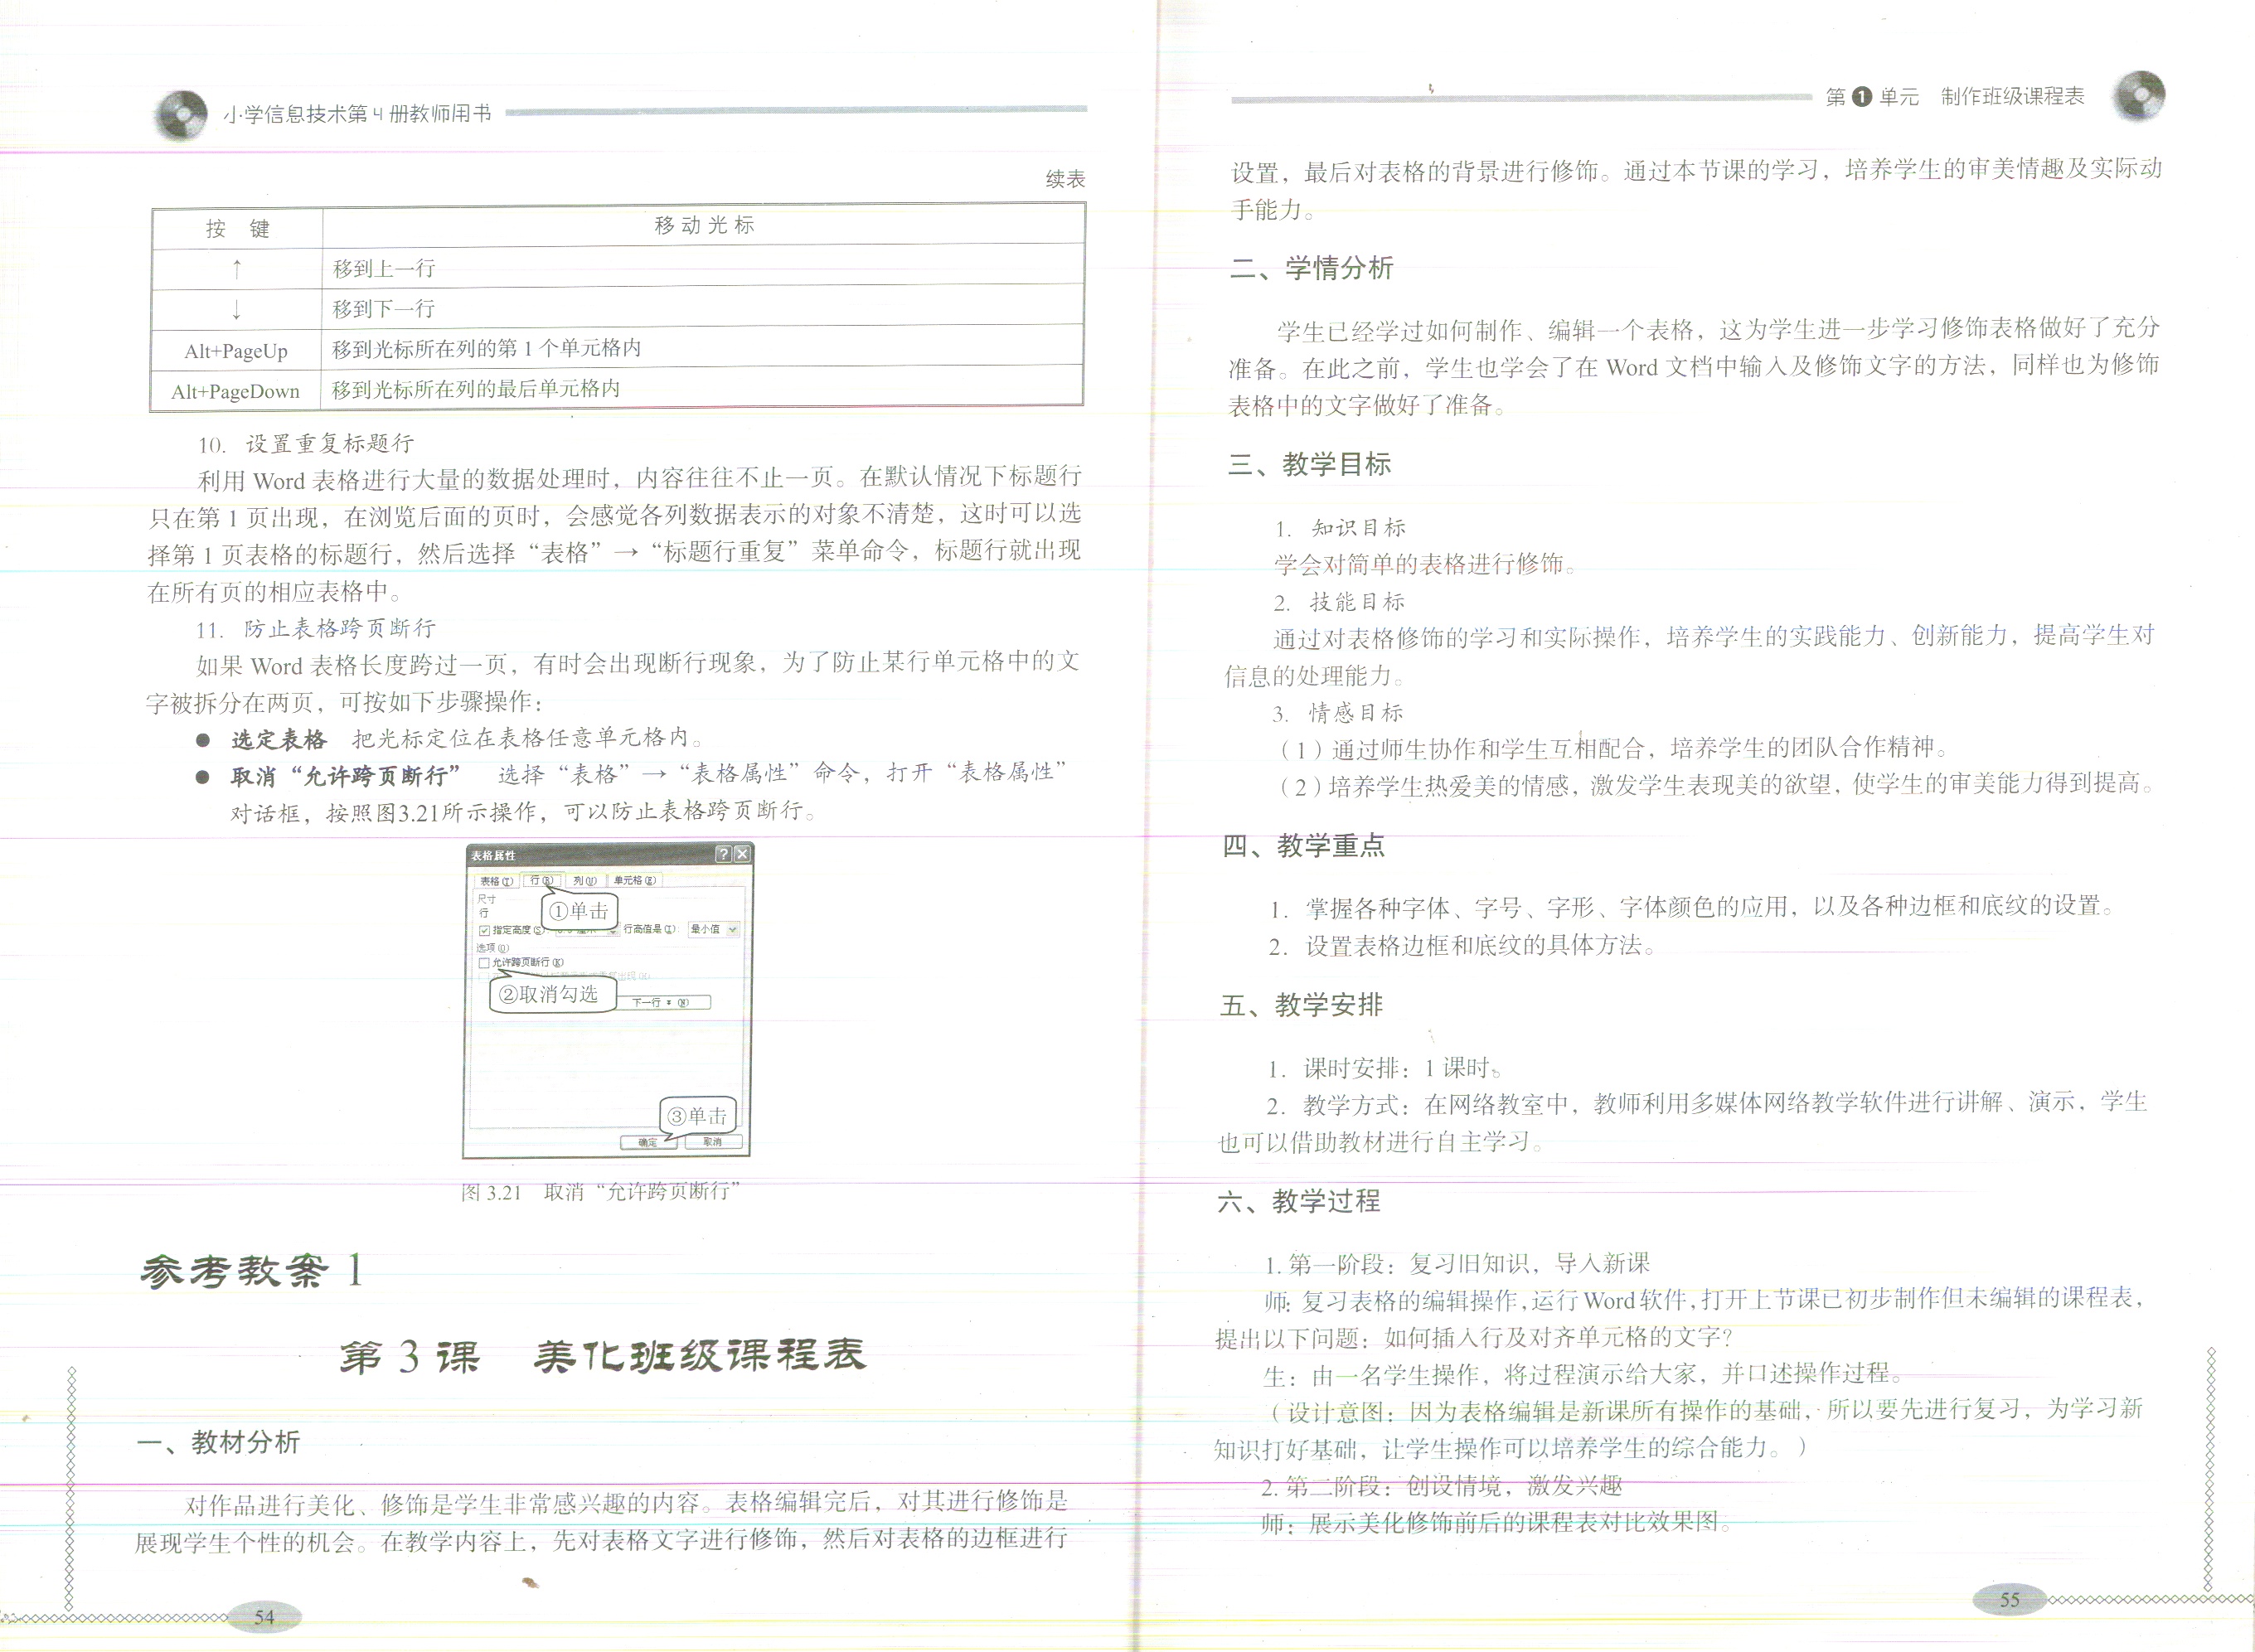 小学信息技术第4册教师用书
续表
按 键 移动光标
↑ 移到上一行
↓ 移到下一行
Alt+PageUp 移到光标所在列的第1个单元格内
Alt+PageDown 移到光标所在列的最后单元格内
10. 设置重复标题行
利用 Word 表格进行大量的数据处理时，内容往往不止一页。在默认情况下标题行
只在第1页出现，在浏览后面的页时，会感觉各列数据表示的对象不清楚，这时可以选
择第1页表格的标题行，然后选择“表格”→“标题行重复”菜单命令，标题行就出现
在所有页的相应表格中。
11. 防止表格跨页断行
如果 Word 表格长度跨过一页，有时会出现断行现象，为了防止某行单元格中的文
字被拆分在两页，可按如下步骤操作：
● 选定表格 把光标定位在表格任意单元格内。
● 取消“允许跨页断行” 选择“表格”→“表格属性”命令，打开“表格属性”
对话框，按照图3.21所示操作，可以防止表格跨页断行。
表格属性
表格(T) 行(R) 列(U) 单元格(E)
尺寸
行
①单击
指定高度(S): 行高值是(I): 最小值
选项(O)
允许跨页断行(K)
②取消勾选
下一行 (N)
③单击
确定 取消
图 3.21 取消“允许跨页断行”
参考教案 1
第 3 课 美化班级课程表
一、教材分析
对作品进行美化、修饰是学生非常感兴趣的内容。表格编辑完后，对其进行修饰是
展现学生个性的机会。在教学内容上，先对表格文字进行修饰，然后对表格的边框进行
54
第1单元 制作班级课程表
设置，最后对表格的背景进行修饰。通过本节课的学习，培养学生的审美情趣及实际动
手能力。
二、学情分析
学生已经学过如何制作、编辑一个表格，这为学生进一步学习修饰表格做好了充分
准备。在此之前，学生也学会了在 Word 文档中输入及修饰文字的方法，同样也为修饰
表格中的文字做好了准备。
三、教学目标
1. 知识目标
学会对简单的表格进行修饰。
2. 技能目标
通过对表格修饰的学习和实际操作，培养学生的实践能力、创新能力，提高学生对
信息的处理能力。
3. 情感目标
（1）通过师生协作和学生互相配合，培养学生的团队合作精神。
（2）培养学生热爱美的情感，激发学生表现美的欲望，使学生的审美能力得到提高。
四、教学重点
1. 掌握各种字体、字号、字形、字体颜色的应用，以及各种边框和底纹的设置。
2. 设置表格边框和底纹的具体方法。
五、教学安排
1. 课时安排：1 课时。
2. 教学方式：在网络教室中，教师利用多媒体网络教学软件进行讲解、演示，学生
也可以借助教材进行自主学习。
六、教学过程
1. 第一阶段：复习旧知识，导入新课
师：复习表格的编辑操作，运行Word软件，打开上节课已初步制作但未编辑的课程表，
提出以下问题：如何插入行及对齐单元格的文字？
生：由一名学生操作，将过程演示给大家，并口述操作过程。
（设计意图：因为表格编辑是新课所有操作的基础，所以要先进行复习，为学习新
知识打好基础，让学生操作可以培养学生的综合能力。）
2. 第二阶段：创设情境，激发兴趣
师：展示美化修饰前后的课程表对比效果图。
55